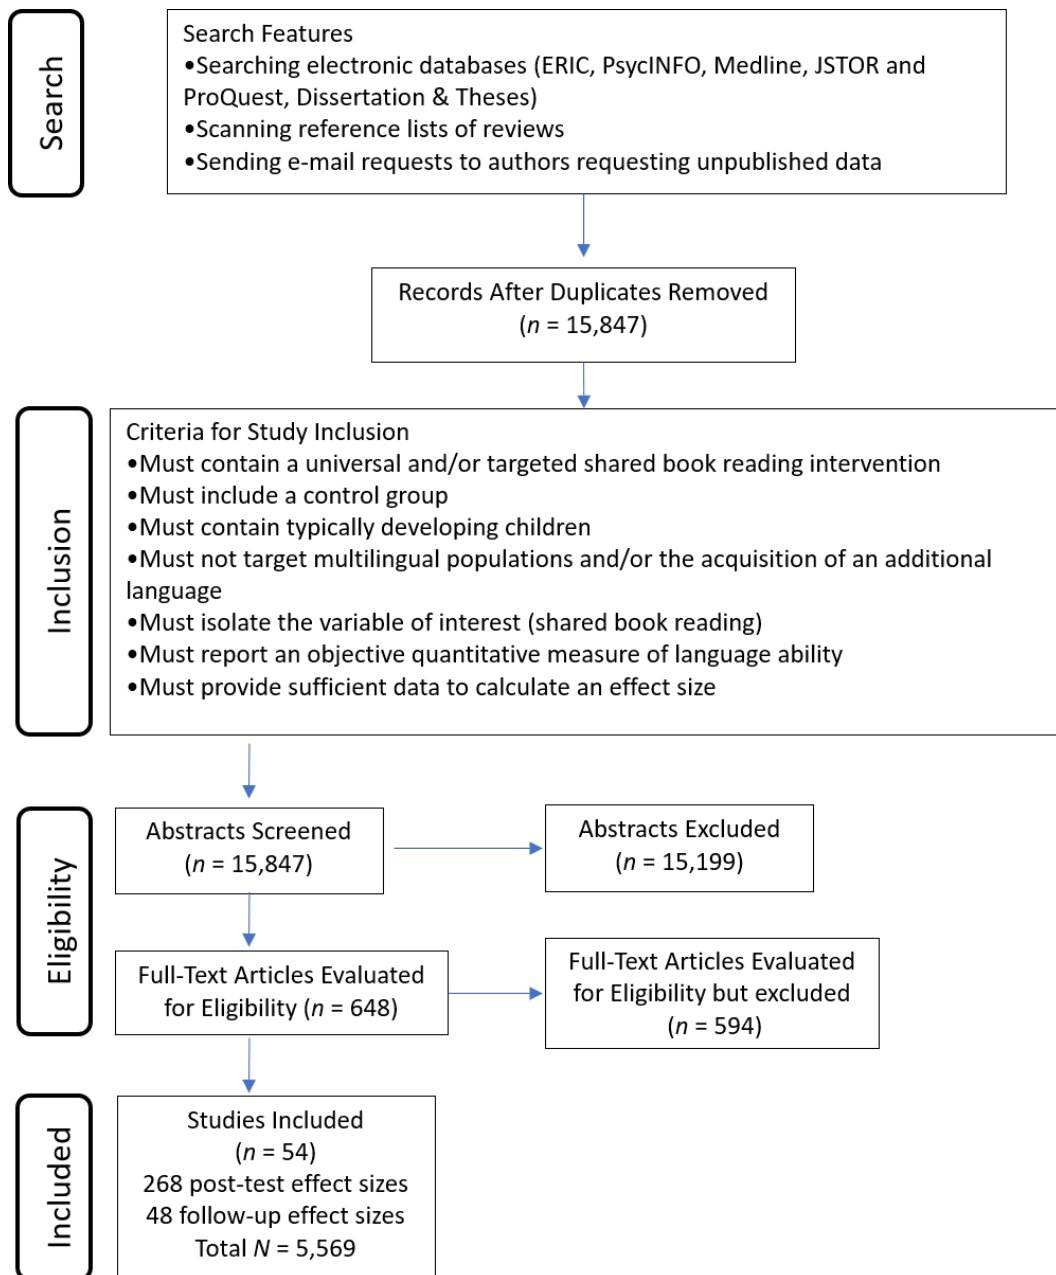 Search
Search Features
•Searching electronic databases (ERIC, PsycINFO, Medline, JSTOR and
ProQuest, Dissertation & Theses)
•Scanning reference lists of reviews
•Sending e-mail requests to authors requesting unpublished data
Records After Duplicates Removed
(n = 15,847)
Inclusion
Criteria for Study Inclusion
•Must contain a universal and/or targeted shared book reading intervention
•Must include a control group
•Must contain typically developing children
•Must not target multilingual populations and/or the acquisition of an additional
language
•Must isolate the variable of interest (shared book reading)
•Must report an objective quantitative measure of language ability
•Must provide sufficient data to calculate an effect size
Eligibility
Abstracts Screened
(n = 15,847)
Abstracts Excluded
(n = 15,199)
Full-Text Articles Evaluated
for Eligibility (n = 648)
Full-Text Articles Evaluated
for Eligibility but excluded
(n = 594)
Included
Studies Included
(n = 54)
268 post-test effect sizes
48 follow-up effect sizes
Total N = 5,569